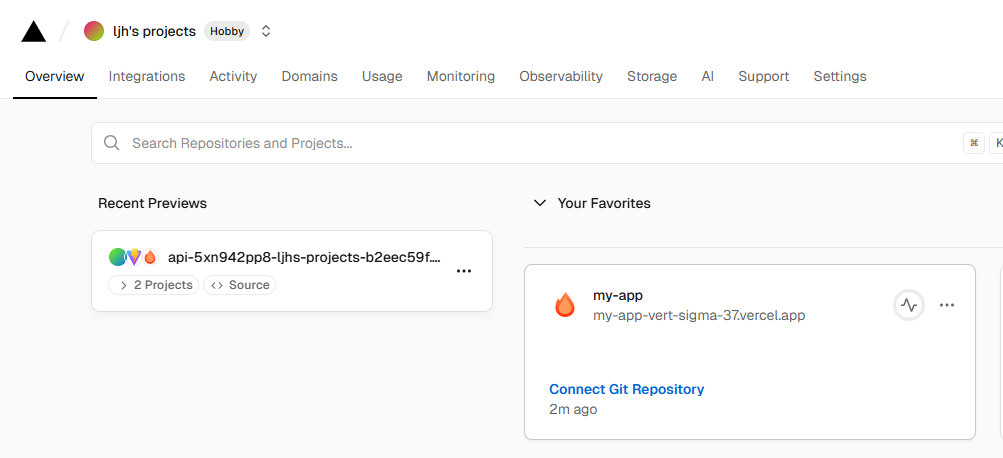 ljh's projects Hobby
Overview Integrations Activity Domains Usage Monitoring Observability Storage AI Support Settings
Search Repositories and Projects... ⌘ K
Recent Previews
api-5xn942pp8-ljhs-projects-b2eec59f....
2 Projects Source
Your Favorites
my-app
my-app-vert-sigma-37.vercel.app
Connect Git Repository
2m ago